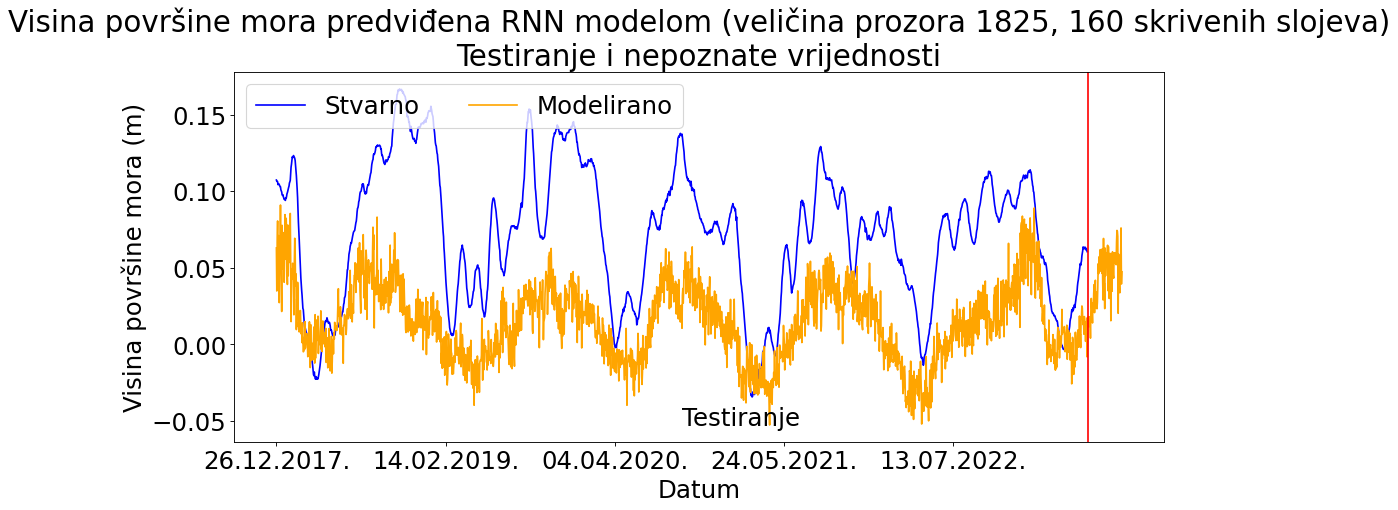 Visina površine mora predviđena RNN modelom (veličina prozora 1825, 160 skrivenih slojeva)
Testiranje i nepoznate vrijednosti
Stvarno
Modelirano
Visina površine mora (m)
0.15
0.10
0.05
0.00
−0.05
Testiranje
26.12.2017.
14.02.2019.
04.04.2020.
24.05.2021.
13.07.2022.
Datum